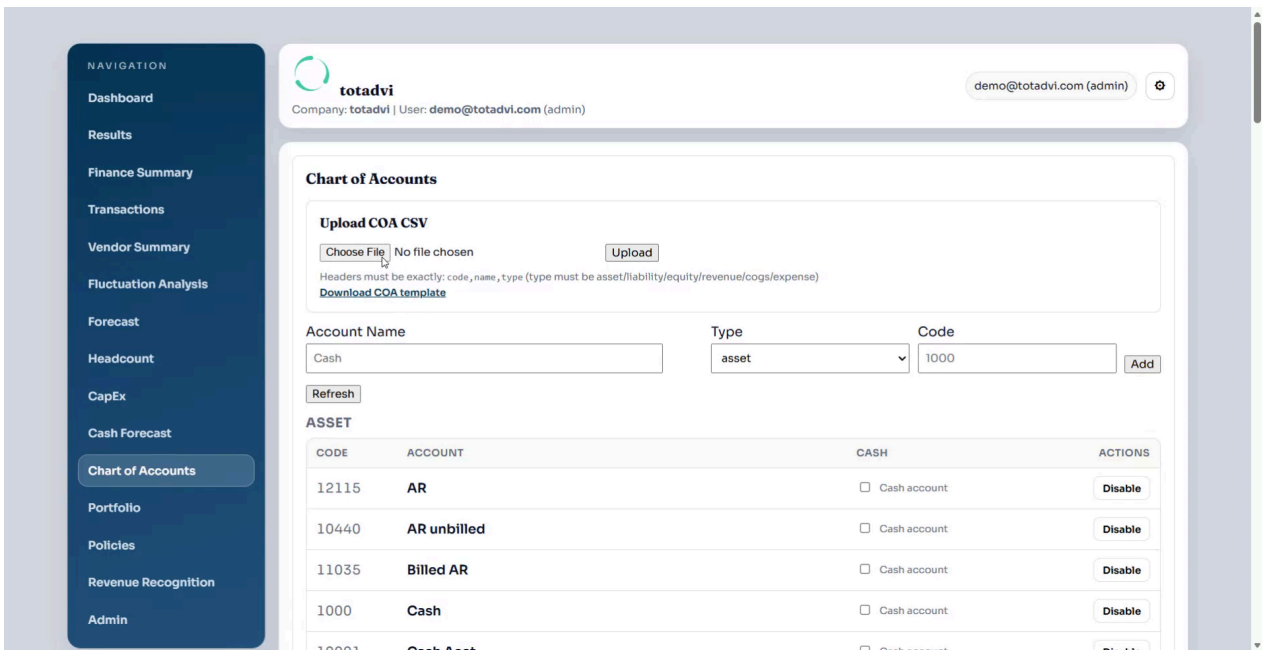 NAVIGATION
Dashboard
Results
Finance Summary
Transactions
Vendor Summary
Fluctuation Analysis
Forecast
Headcount
CapEx
Cash Forecast
Chart of Accounts
Portfolio
Policies
Revenue Recognition
Admin
totadvi
Company: totadvi | User: demo@totadvi.com (admin)
demo@totadvi.com (admin)
Chart of Accounts
Upload COA CSV
Choose File No file chosen Upload
Headers must be exactly: code,name,type (type must be asset/liability/equity/revenue/cogs/expense)
Download COA template
Account Name Type Code
Cash asset 1000 Add
Refresh
ASSET
CODE ACCOUNT CASH ACTIONS
12115 AR Cash account Disable
10440 AR unbilled Cash account Disable
11035 Billed AR Cash account Disable
1000 Cash Cash account Disable